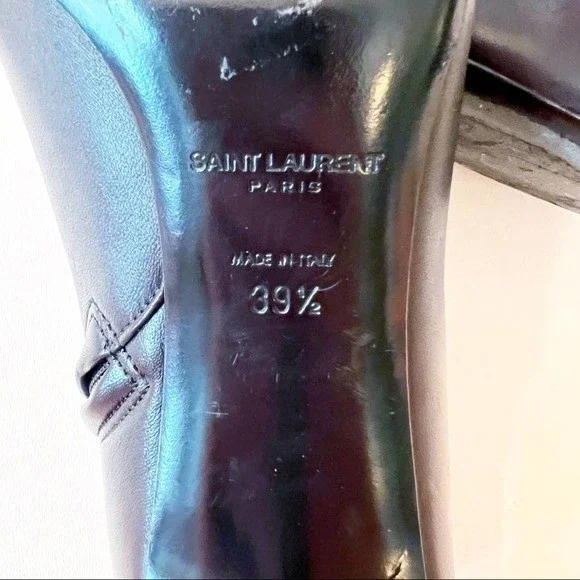 SAINT LAURENT
PARIS
MADE IN ITALY
39½